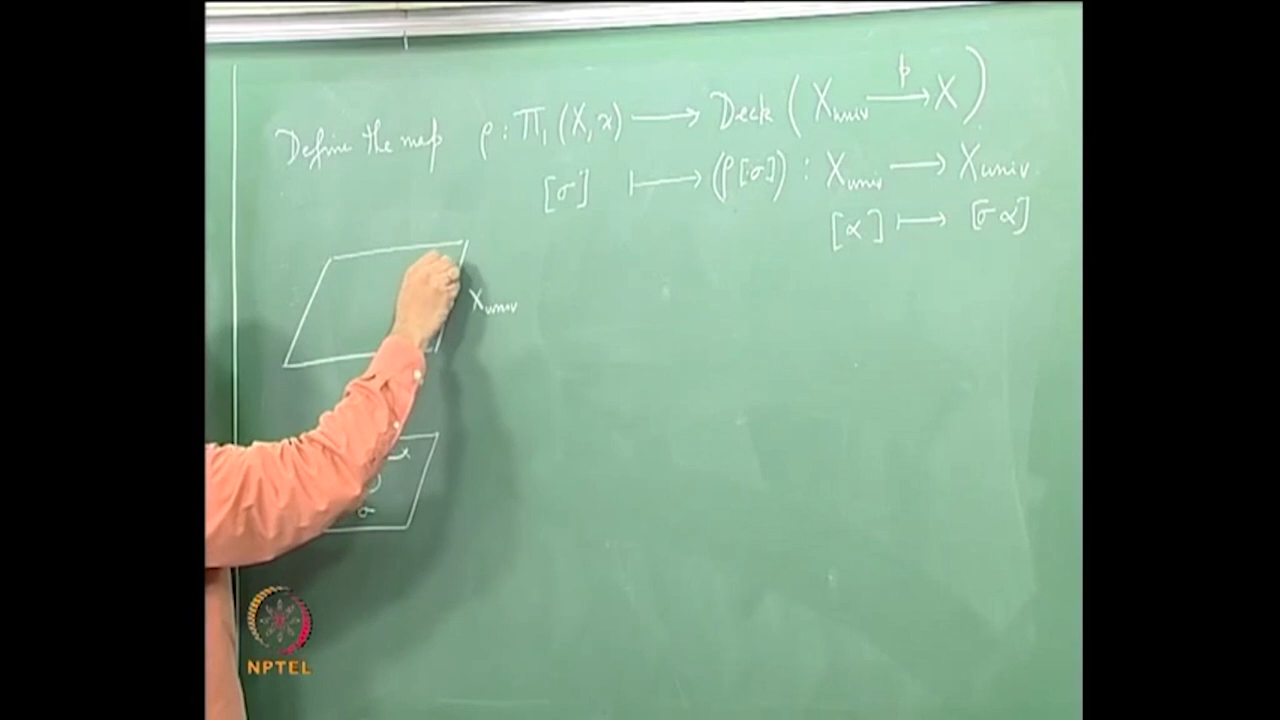 Define the map ρ : Π₁(X,x) ⟶ Deck (X_univ ⟶^p X)
[σ] ⟼ (ρ[σ]) : X_univ ⟶ X_univ
[α] ⟼ [σα]
X_univ
α
σ
NPTEL